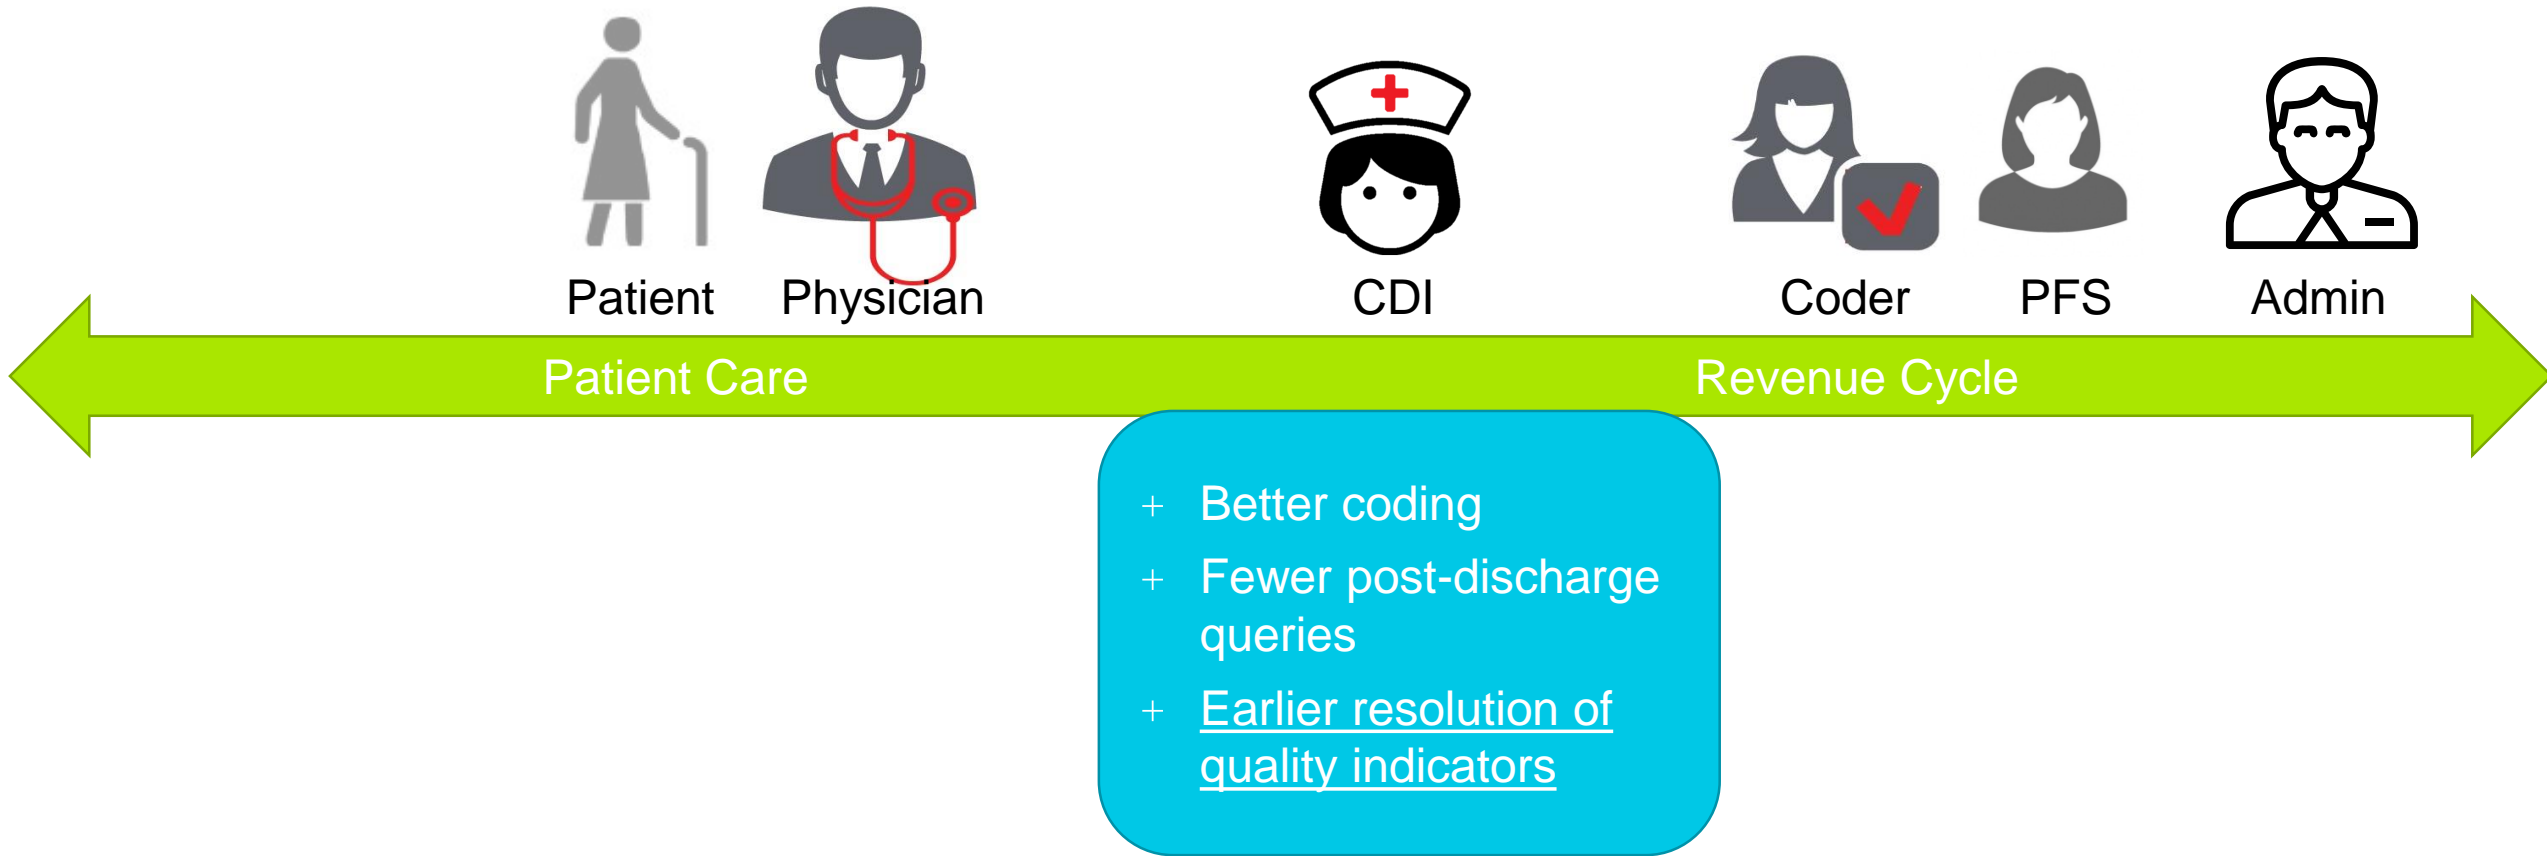 Patient Physician CDI Coder PFS Admin
Patient Care Revenue Cycle
+ Better coding
+ Fewer post-discharge
queries
+ Earlier resolution of
quality indicators